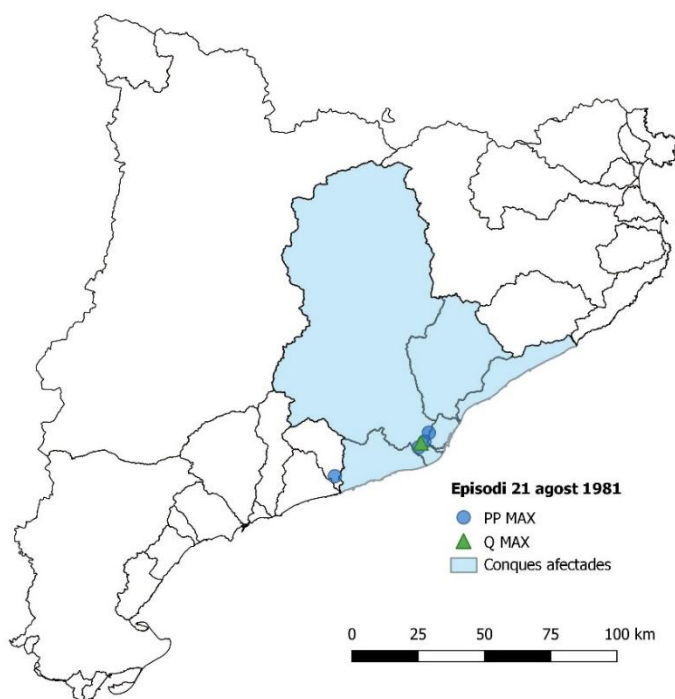 Episodi 21 agost 1981
PP MAX
Q MAX
Conques afectades
0 25 50 75 100 km